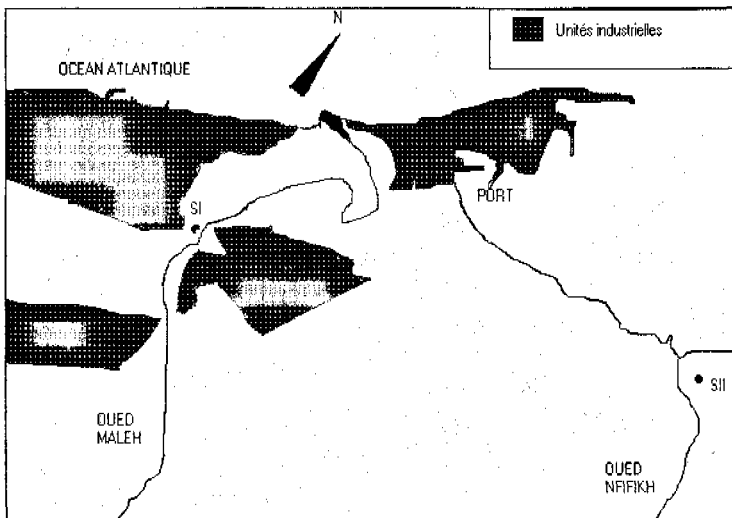 N
Unités industrielles
OCEAN ATLANTIQUE
SI
PORT
SII
OUED
MALEH
OUED
NFIFIKH